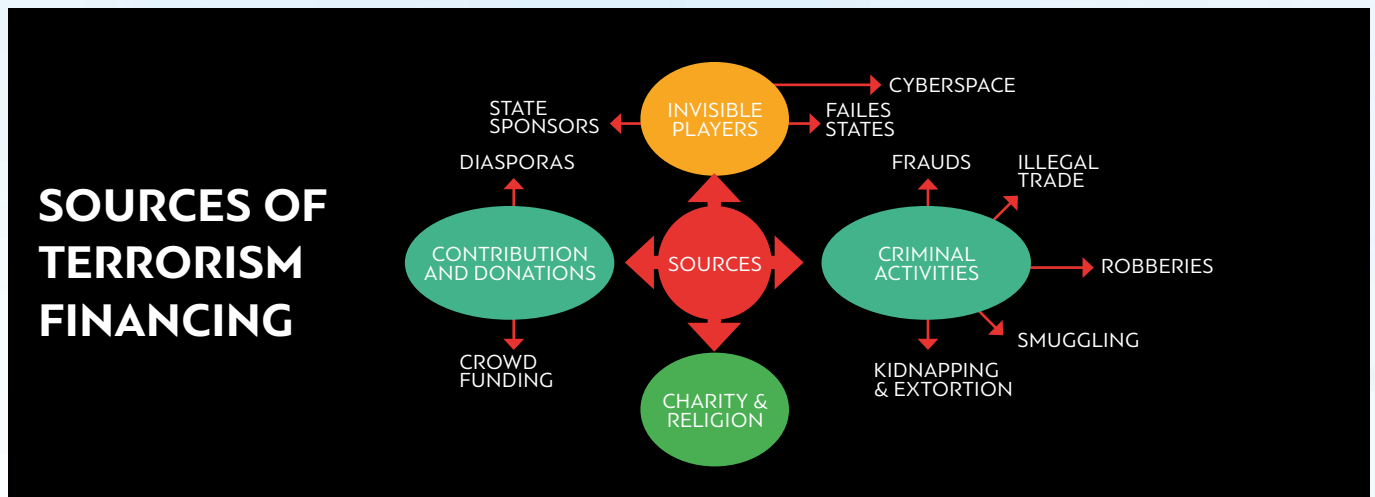 SOURCES OF
TERRORISM
FINANCING
INVISIBLE
PLAYERS
CYBERSPACE
STATE
SPONSORS
FAILES
STATES
DIASPORAS
FRAUDS
ILLEGAL
TRADE
CONTRIBUTION
AND DONATIONS
SOURCES
CRIMINAL
ACTIVITIES
ROBBERIES
CROWD
FUNDING
SMUGGLING
KIDNAPPING
& EXTORTION
CHARITY &
RELIGION